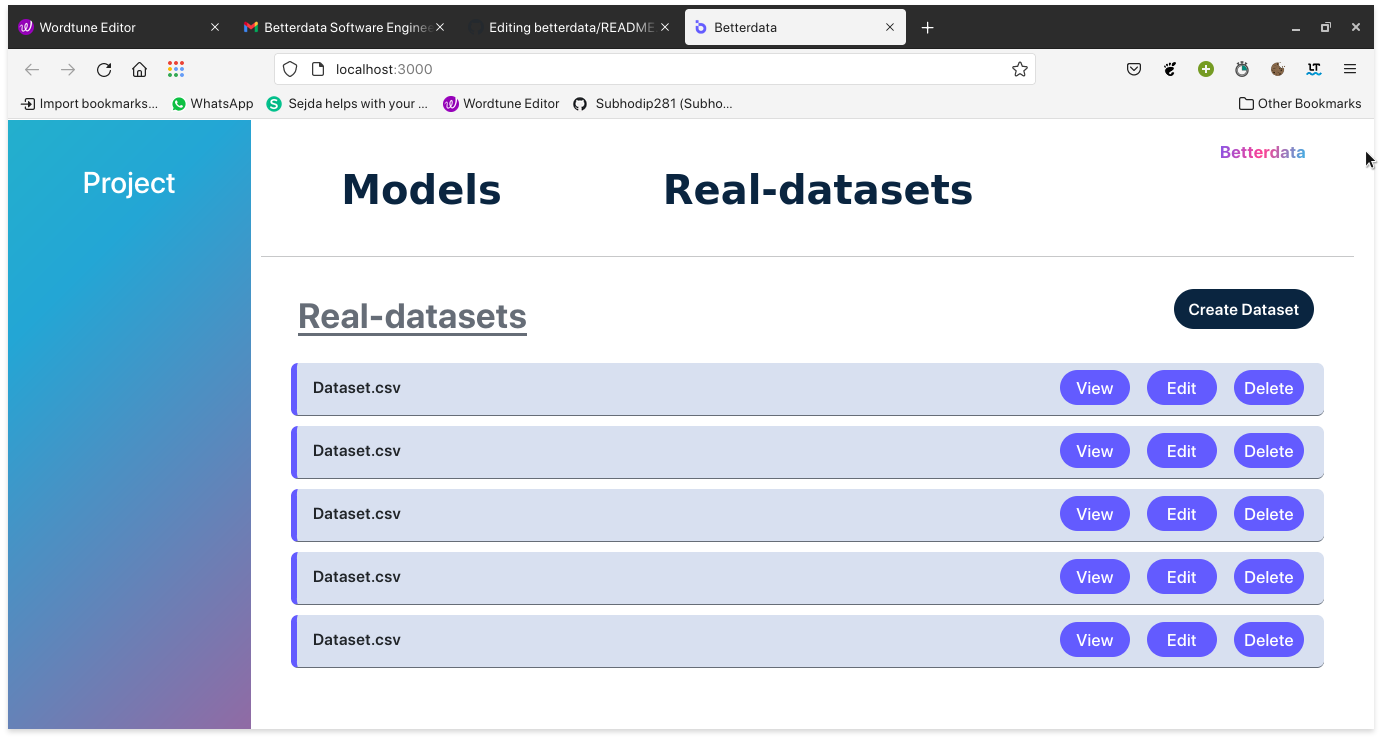 Wordtune Editor
Betterdata Software Enginee
Editing betterdata/README.
Betterdata
localhost:3000
LT
Import bookmarks...
WhatsApp
S
Sejda helps with your ...
Wordtune Editor
Subhodip281 (Subho...
Other Bookmarks
Betterdata
Project
Models
Real-datasets
Real-datasets
Create Dataset
Dataset.csv View Edit Delete
Dataset.csv View Edit Delete
Dataset.csv View Edit Delete
Dataset.csv View Edit Delete
Dataset.csv View Edit Delete